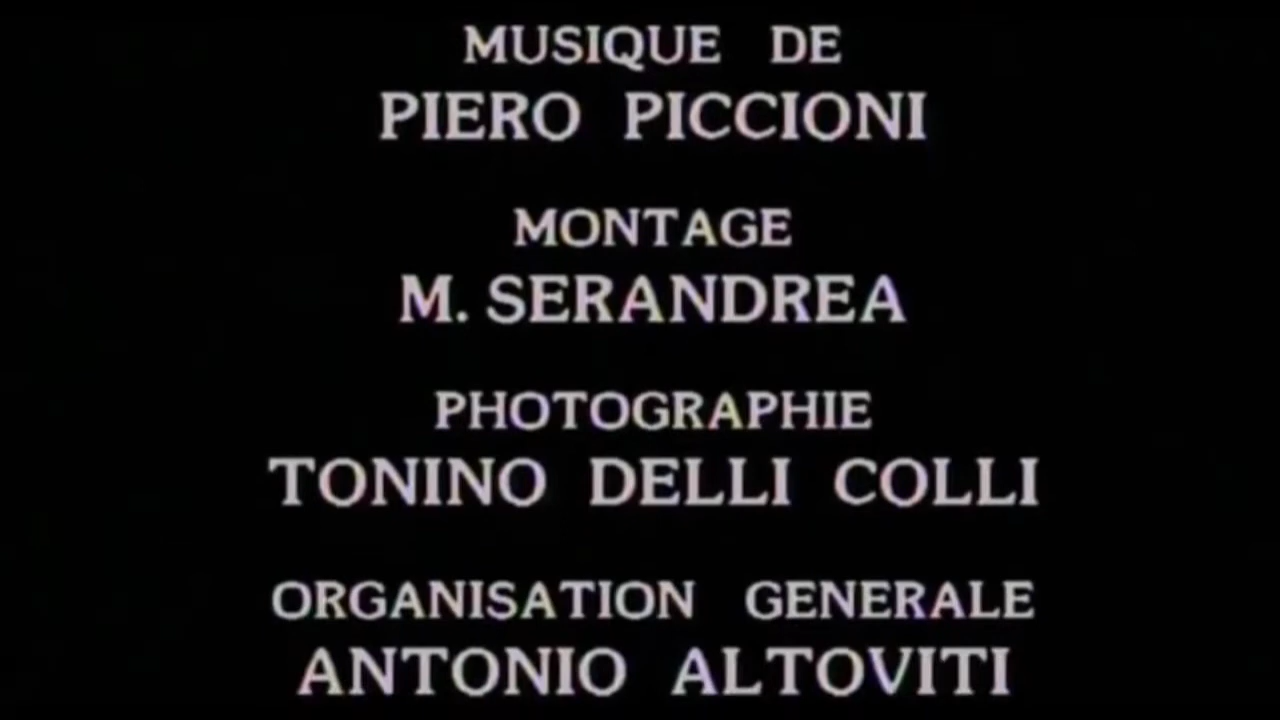 MUSIQUE DE
PIERO PICCIONI
MONTAGE
M. SERANDREA
PHOTOGRAPHIE
TONINO DELLI COLLI
ORGANISATION GENERALE
ANTONIO ALTOVITI